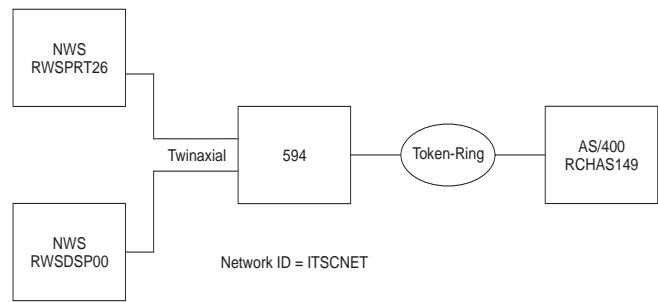 NWS
RWSPRT26
Twinaxial
594
Token-Ring
AS/400
RCHAS149
NWS
RWSDSP00
Network ID = ITSCNET